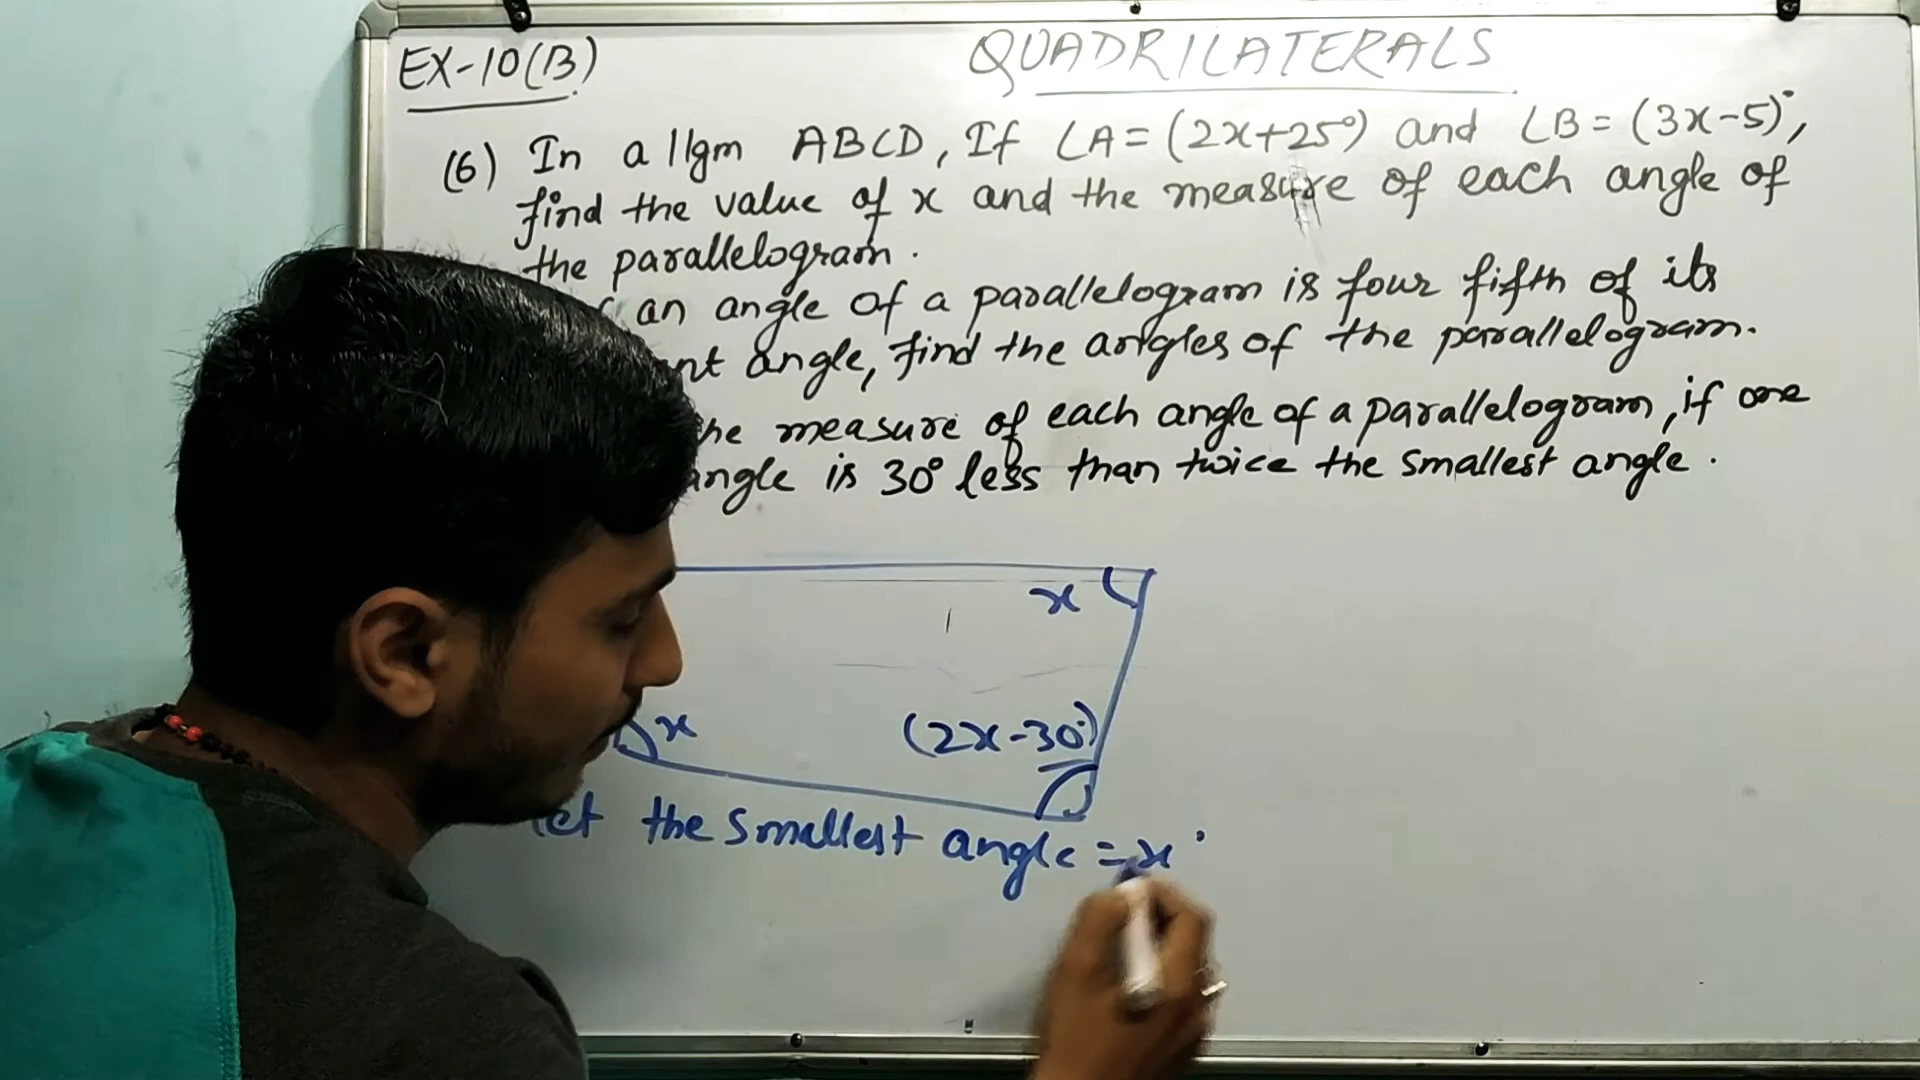 EX-10(B)
QUADRILATERALS
(6) In a ||gm ABCD, If ∠A = (2x+25°) and ∠B = (3x-5)°,
find the value of x and the measure of each angle of
the parallelogram.
an angle of a parallelogram is four fifth of its
angle, find the angles of the parallelogram.
measure of each angle of a parallelogram, if one
angle is 30° less than twice the smallest angle.
x
x
(2x-30°)
let the smallest angle = x°